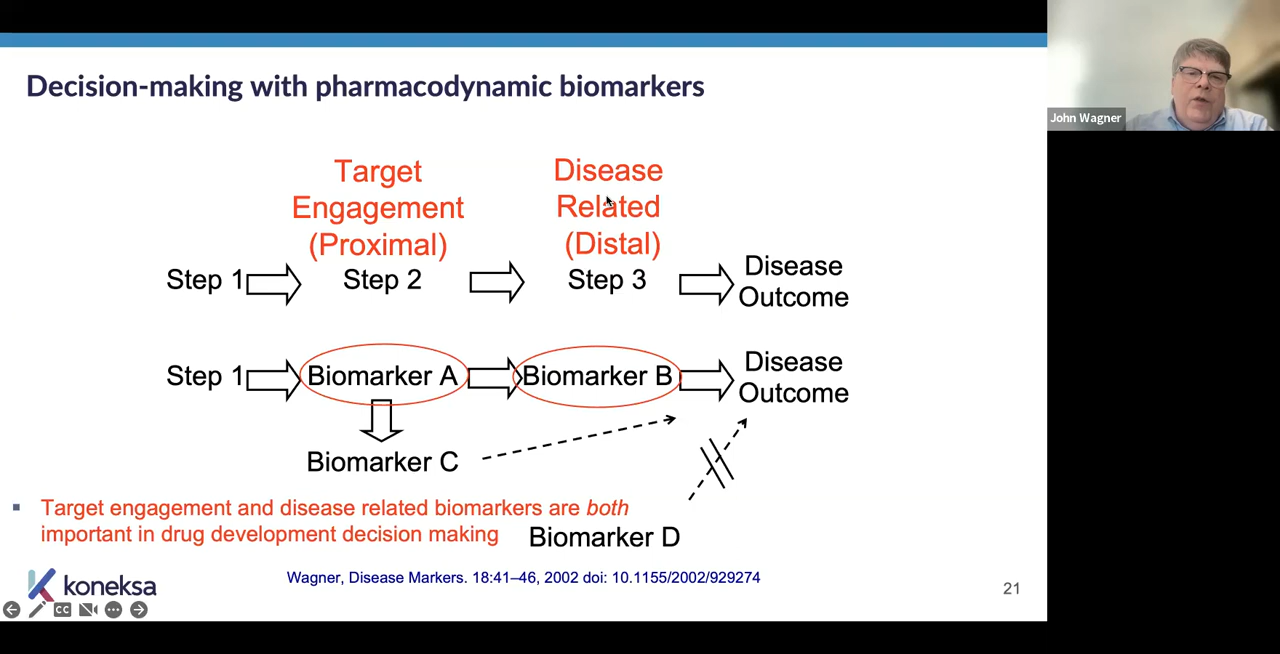 Decision-making with pharmacodynamic biomarkers
John Wagner
Target
Engagement
(Proximal)
Disease
Related
(Distal)
Step 1
Step 2
Step 3
Disease
Outcome
Step 1
Biomarker A
Biomarker B
Disease
Outcome
Biomarker C
Target engagement and disease related biomarkers are both
important in drug development decision making
Biomarker D
Wagner, Disease Markers. 18:41–46, 2002 doi: 10.1155/2002/929274
koneksa
21
CC